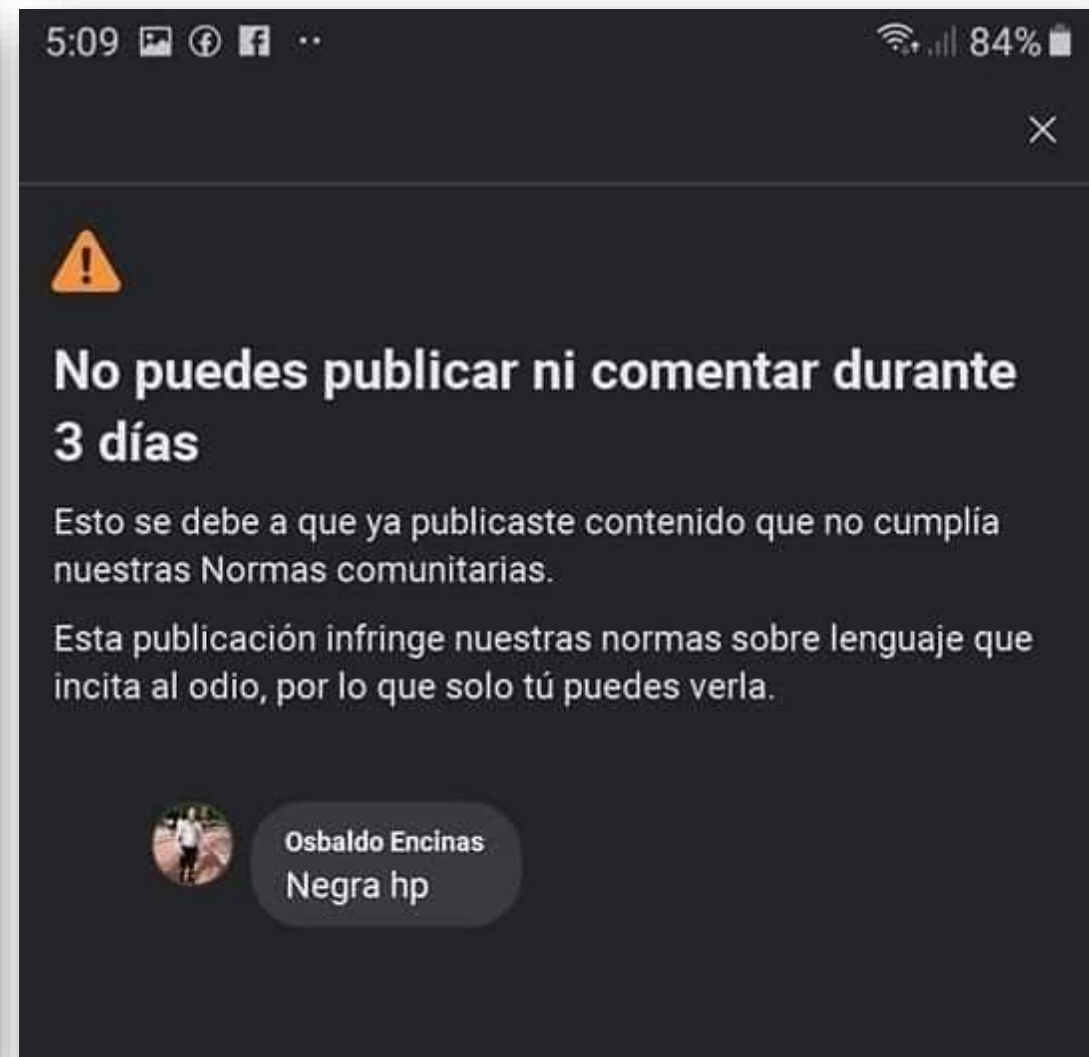 5:09 84%
No puedes publicar ni comentar durante
3 días
Esto se debe a que ya publicaste contenido que no cumplía
nuestras Normas comunitarias.
Esta publicación infringe nuestras normas sobre lenguaje que
incita al odio, por lo que solo tú puedes verla.
Osbaldo Encinas
Negra hp